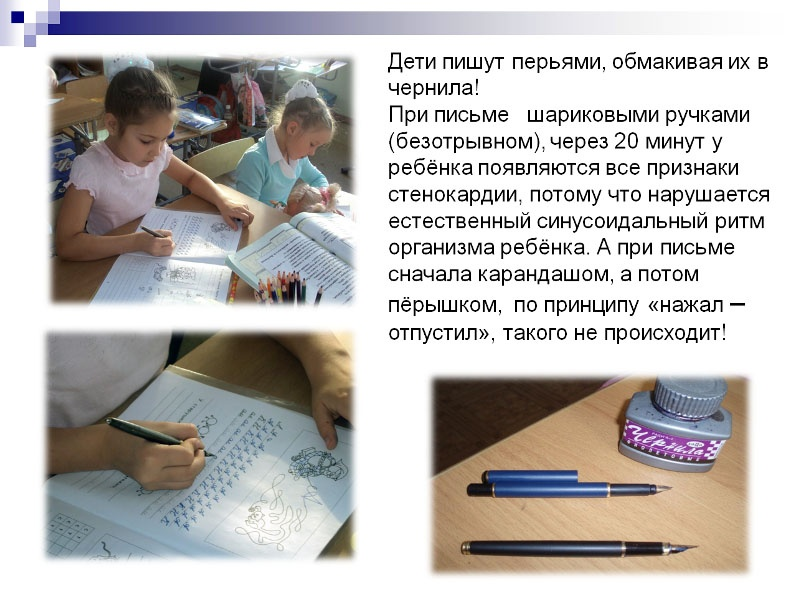 Дети пишут перьями, обмакивая их в
чернила!
При письме шариковыми ручками
(безотрывном), через 20 минут у
ребёнка появляются все признаки
стенокардии, потому что нарушается
естественный синусоидальный ритм
организма ребёнка. А при письме
сначала карандашом, а потом
пёрышком, по принципу «нажал –
отпустил», такого не происходит!
Чернила